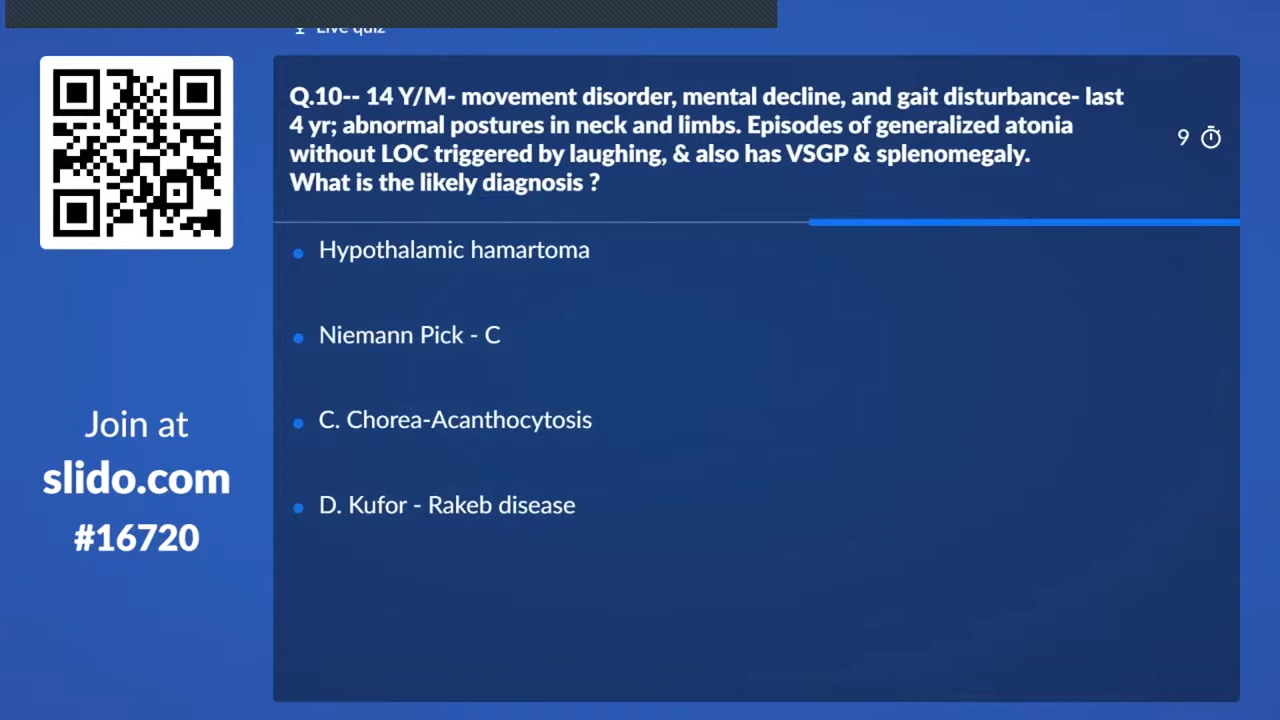 Live quiz
Q.10-- 14 Y/M- movement disorder, mental decline, and gait disturbance- last
4 yr; abnormal postures in neck and limbs. Episodes of generalized atonia
without LOC triggered by laughing, & also has VSGP & splenomegaly.
What is the likely diagnosis ?
9
Hypothalamic hamartoma
Niemann Pick - C
C. Chorea-Acanthocytosis
D. Kufor - Rakeb disease
Join at
slido.com
#16720